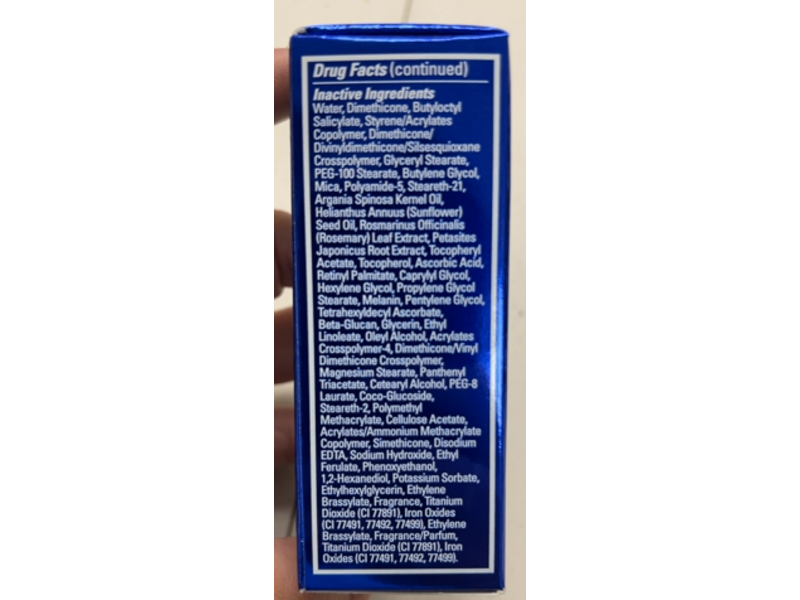 Drug Facts (continued)
Inactive Ingredients
Water, Dimethicone, Butyloctyl
Salicylate, Styrene/Acrylates
Copolymer, Dimethicone/
Divinyldimethicone/Silsesquioxane
Crosspolymer, Glyceryl Stearate,
PEG-100 Stearate, Butylene Glycol,
Mica, Polyamide-5, Steareth-21,
Argania Spinosa Kernel Oil,
Helianthus Annuus (Sunflower)
Seed Oil, Rosmarinus Officinalis
(Rosemary) Leaf Extract, Petasites
Japonicus Root Extract, Tocopheryl
Acetate, Tocopherol, Ascorbic Acid,
Retinyl Palmitate, Caprylyl Glycol,
Hexylene Glycol, Propylene Glycol
Stearate, Melanin, Pentylene Glycol,
Tetrahexyldecyl Ascorbate,
Beta-Glucan, Glycerin, Ethyl
Linoleate, Oleyl Alcohol, Acrylates
Crosspolymer-4, Dimethicone/Vinyl
Dimethicone Crosspolymer,
Magnesium Stearate, Panthenyl
Triacetate, Cetearyl Alcohol, PEG-8
Laurate, Coco-Glucoside,
Steareth-2, Polymethyl
Methacrylate, Cellulose Acetate,
Acrylates/Ammonium Methacrylate
Copolymer, Simethicone, Disodium
EDTA, Sodium Hydroxide, Ethyl
Ferulate, Phenoxyethanol,
1,2-Hexanediol, Potassium Sorbate,
Ethylhexylglycerin, Ethylene
Brassylate, Fragrance, Titanium
Dioxide (CI 77891), Iron Oxides
(CI 77491, 77492, 77499), Ethylene
Brassylate, Fragrance/Parfum,
Titanium Dioxide (CI 77891), Iron
Oxides (CI 77491, 77492, 77499).